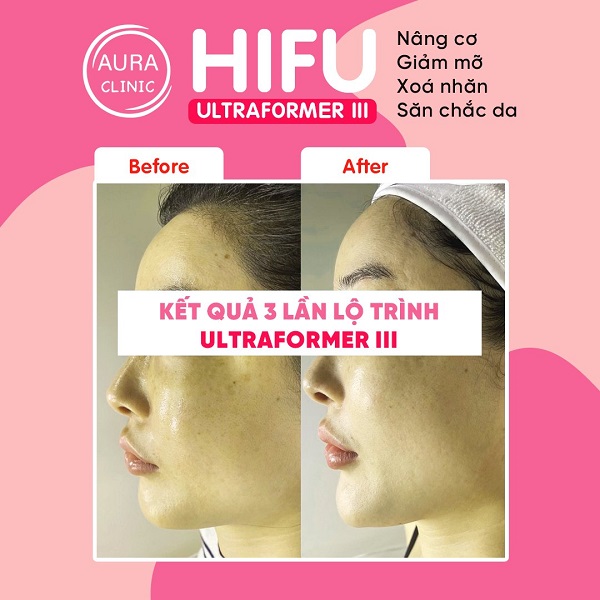 AURA
CLINIC
HIFU
ULTRAFORMER III
Nâng cơ
Giảm mỡ
Xoá nhăn
Săn chắc da
Before
After
KẾT QUẢ 3 LẦN LỘ TRÌNH
ULTRAFORMER III